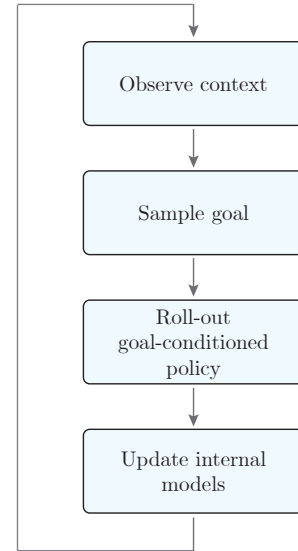 Observe context
Sample goal
Roll-out
goal-conditioned
policy
Update internal
models